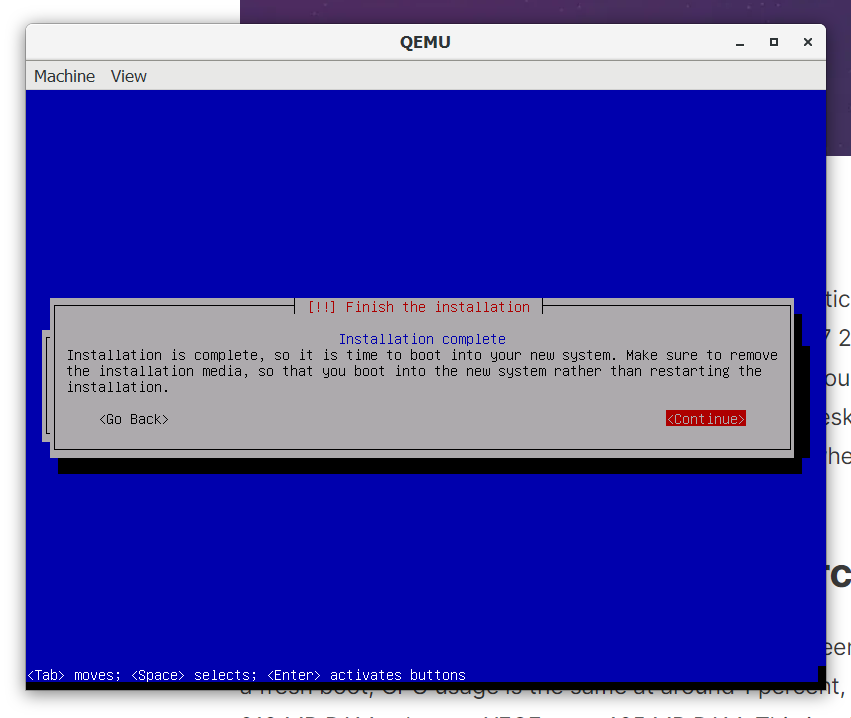 QEMU
Machine View
[!!] Finish the installation
Installation complete
Installation is complete, so it is time to boot into your new system. Make sure to remove
the installation media, so that you boot into the new system rather than restarting the
installation.
<Go Back> <Continue>
<Tab> moves; <Space> selects; <Enter> activates buttons